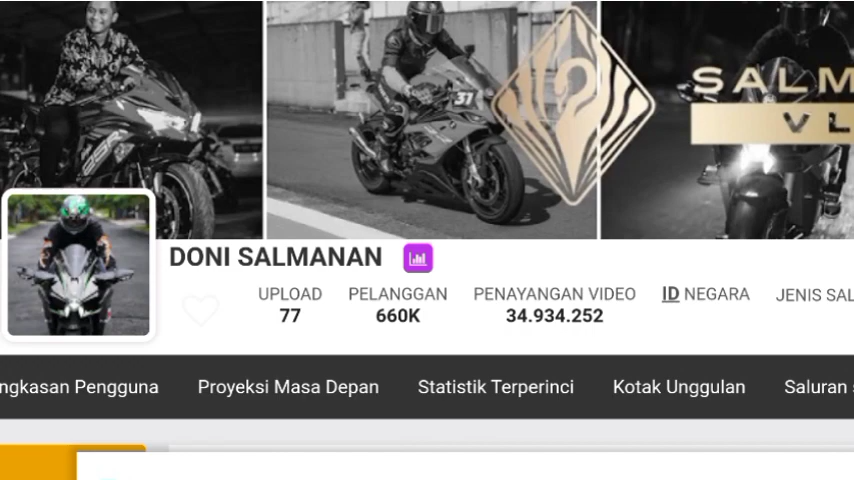 37
SALM
VL
DONI SALMANAN
UPLOAD PELANGGAN PENAYANGAN VIDEO ID NEGARA JENIS SAL
77 660K 34.934.252
ngkasan Pengguna Proyeksi Masa Depan Statistik Terperinci Kotak Unggulan Saluran